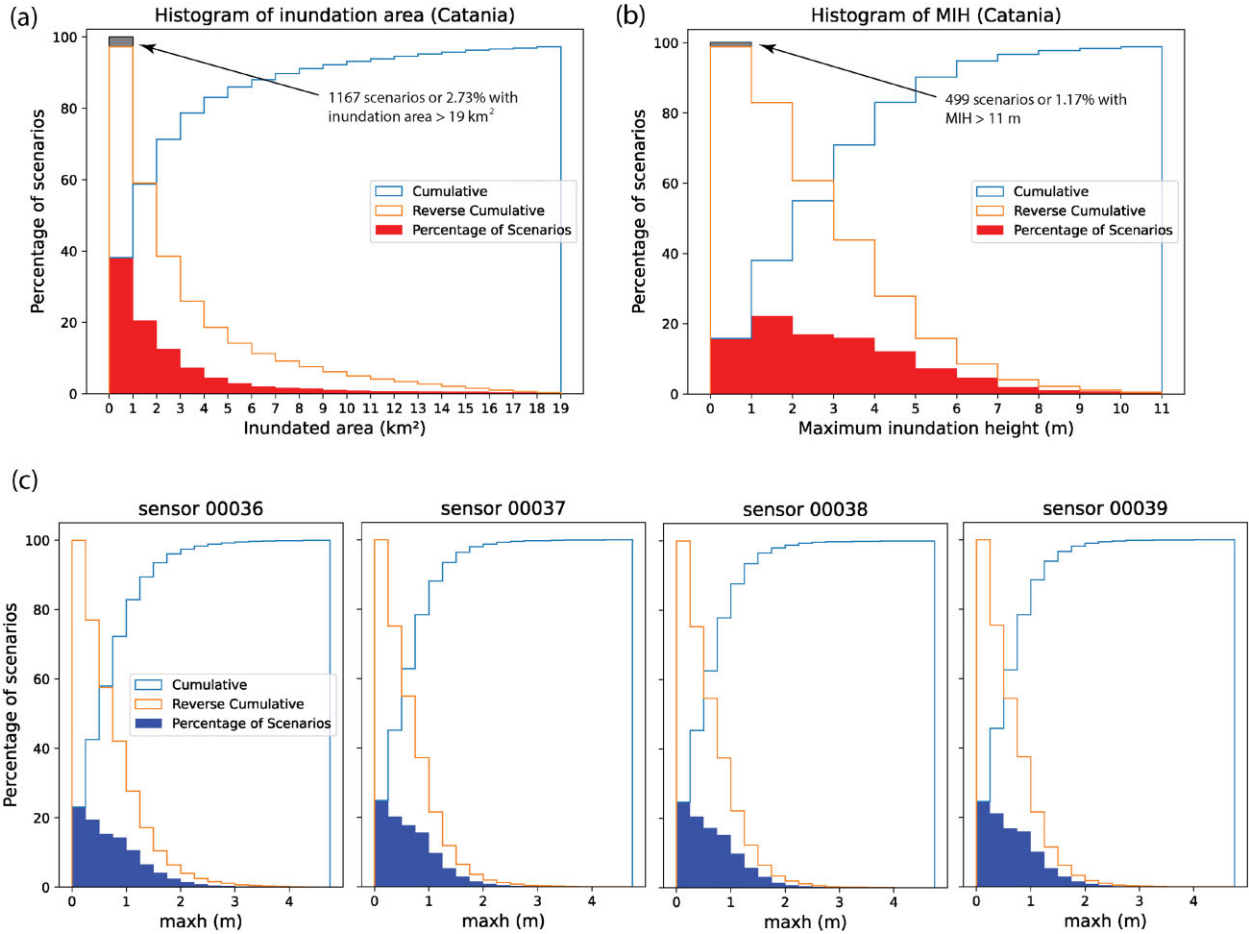 (a)
Histogram of inundation area (Catania)
100
80
60
40
20
0
Percentage of scenarios
1167 scenarios or 2.73% with
inundation area > 19 km²
Cumulative
Reverse Cumulative
Percentage of Scenarios
0 1 2 3 4 5 6 7 8 9 10 11 12 13 14 15 16 17 18 19
Inundated area (km²)
(b)
Histogram of MIH (Catania)
100
80
60
40
20
0
Percentage of scenarios
499 scenarios or 1.17% with
MIH > 11 m
Cumulative
Reverse Cumulative
Percentage of Scenarios
0 1 2 3 4 5 6 7 8 9 10 11
Maximum inundation height (m)
(c)
sensor 00036
100
80
60
40
20
0
Percentage of scenarios
Cumulative
Reverse Cumulative
Percentage of Scenarios
0 1 2 3 4
maxh (m)
sensor 00037
0 1 2 3 4
maxh (m)
sensor 00038
0 1 2 3 4
maxh (m)
sensor 00039
0 1 2 3 4
maxh (m)